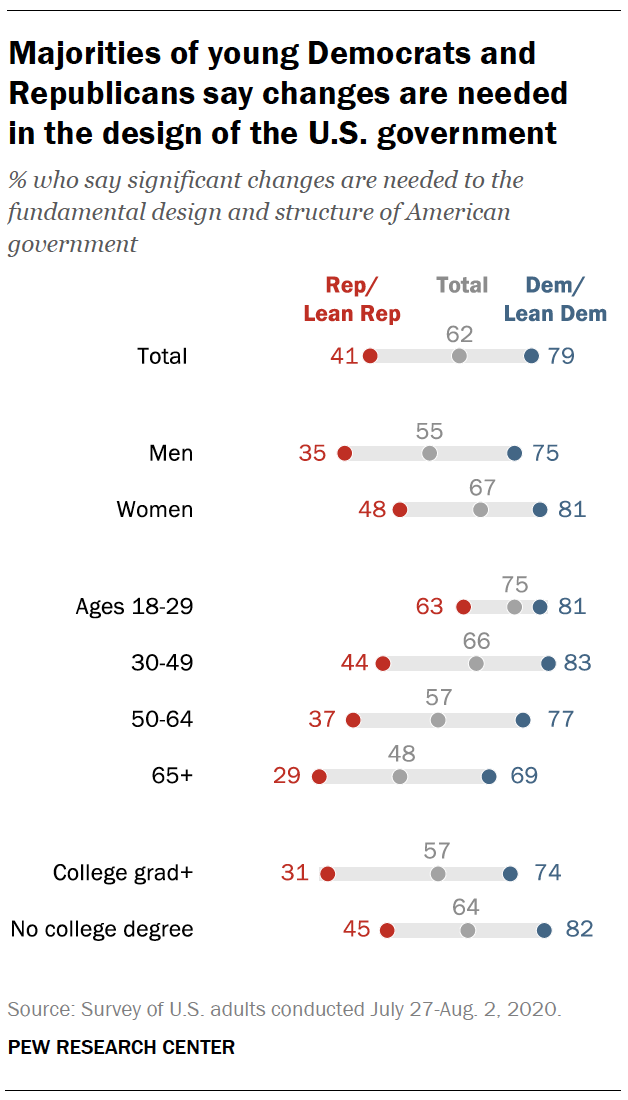 Majorities of young Democrats and
Republicans say changes are needed
in the design of the U.S. government
% who say significant changes are needed to the
fundamental design and structure of American
government
Rep/ Total Dem/
Lean Rep Lean Dem
62
Total 41 79
55
Men 35 75
67
Women 48 81
75
Ages 18-29 63 81
66
30-49 44 83
57
50-64 37 77
48
65+ 29 69
57
College grad+ 31 74
64
No college degree 45 82
Source: Survey of U.S. adults conducted July 27-Aug. 2, 2020.
PEW RESEARCH CENTER